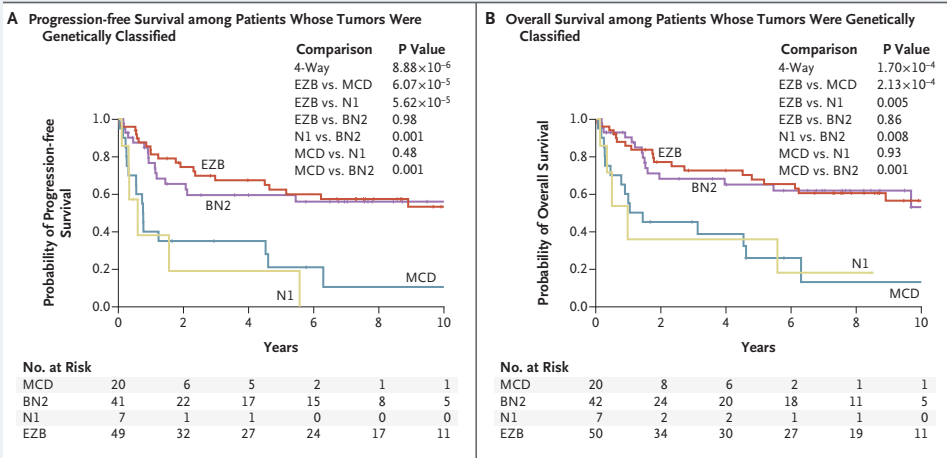 A Progression-free Survival among Patients Whose Tumors Were
Genetically Classified
Comparison P Value
4-Way 8.88×10⁻⁶
EZB vs. MCD 6.07×10⁻⁵
EZB vs. N1 5.62×10⁻⁵
EZB vs. BN2 0.98
N1 vs. BN2 0.001
MCD vs. N1 0.48
MCD vs. BN2 0.001
Probability of Progression-free
Survival
1.0
0.8
0.6
0.4
0.2
0.0
EZB
BN2
MCD
N1
0 2 4 6 8 10
Years
No. at Risk
MCD 20 6 5 2 1 1
BN2 41 22 17 15 8 5
N1 7 1 1 0 0 0
EZB 49 32 27 24 17 11
B Overall Survival among Patients Whose Tumors Were Genetically
Classified
Comparison P Value
4-Way 1.70×10⁻⁴
EZB vs. MCD 2.13×10⁻⁴
EZB vs. N1 0.005
EZB vs. BN2 0.86
N1 vs. BN2 0.008
MCD vs. N1 0.93
MCD vs. BN2 0.001
Probability of Overall Survival
1.0
0.8
0.6
0.4
0.2
0.0
EZB
BN2
N1
MCD
0 2 4 6 8 10
Years
No. at Risk
MCD 20 8 6 2 1 1
BN2 42 24 20 18 11 5
N1 7 2 2 1 1 0
EZB 50 34 30 27 19 11